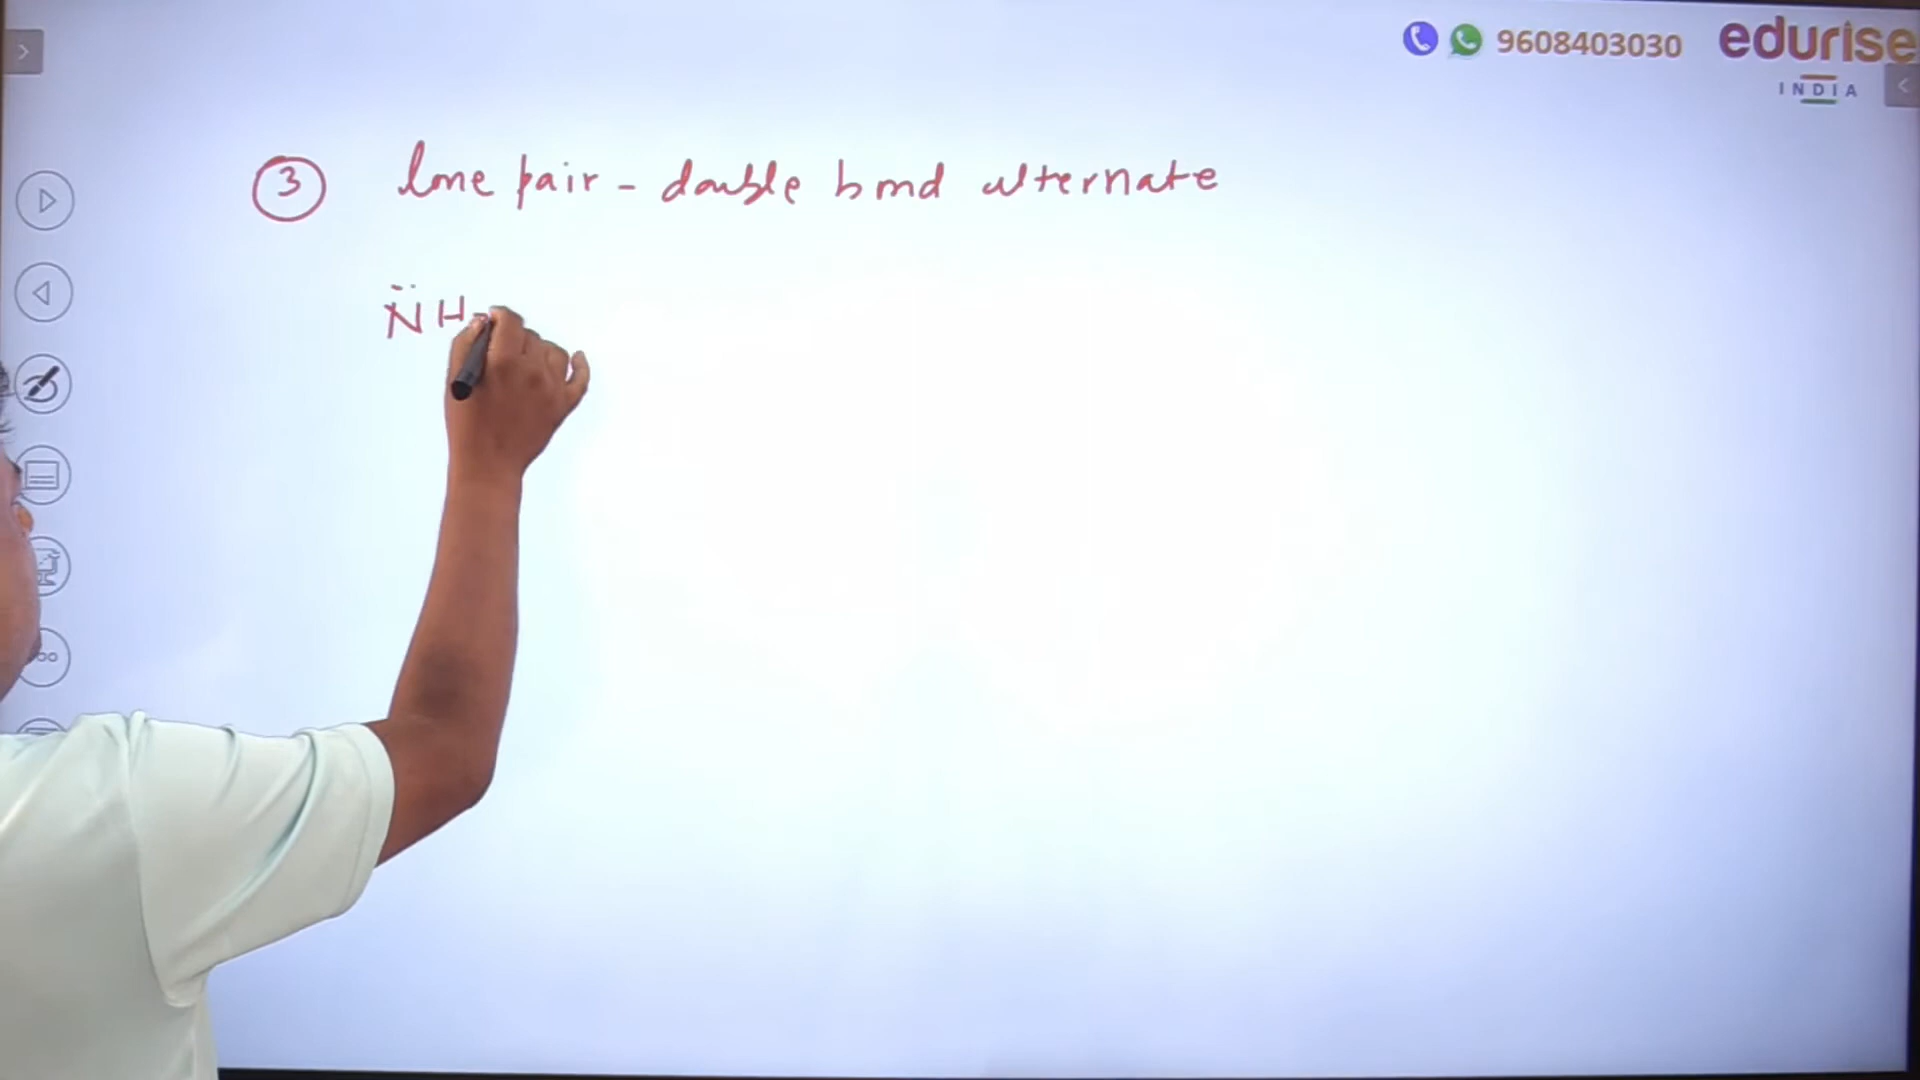 9608403030 edurise
INDIA
3 lone pair - double bond alternate
N̈H